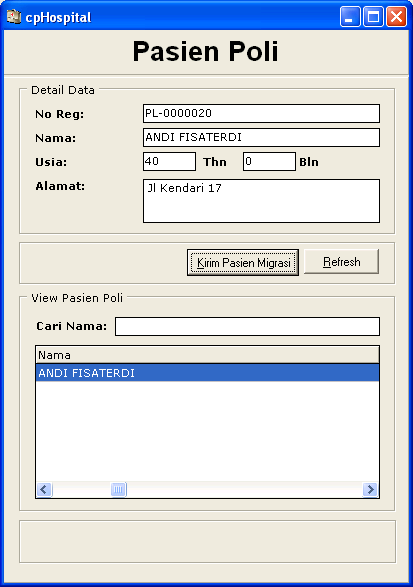 cpHospital
Pasien Poli
Detail Data
No Reg: PL-0000020
Nama: ANDI FISATERDI
Usia: 40 Thn 0 Bln
Alamat: Jl Kendari 17
Kirim Pasien Migrasi Refresh
View Pasien Poli
Cari Nama:
Nama
ANDI FISATERDI